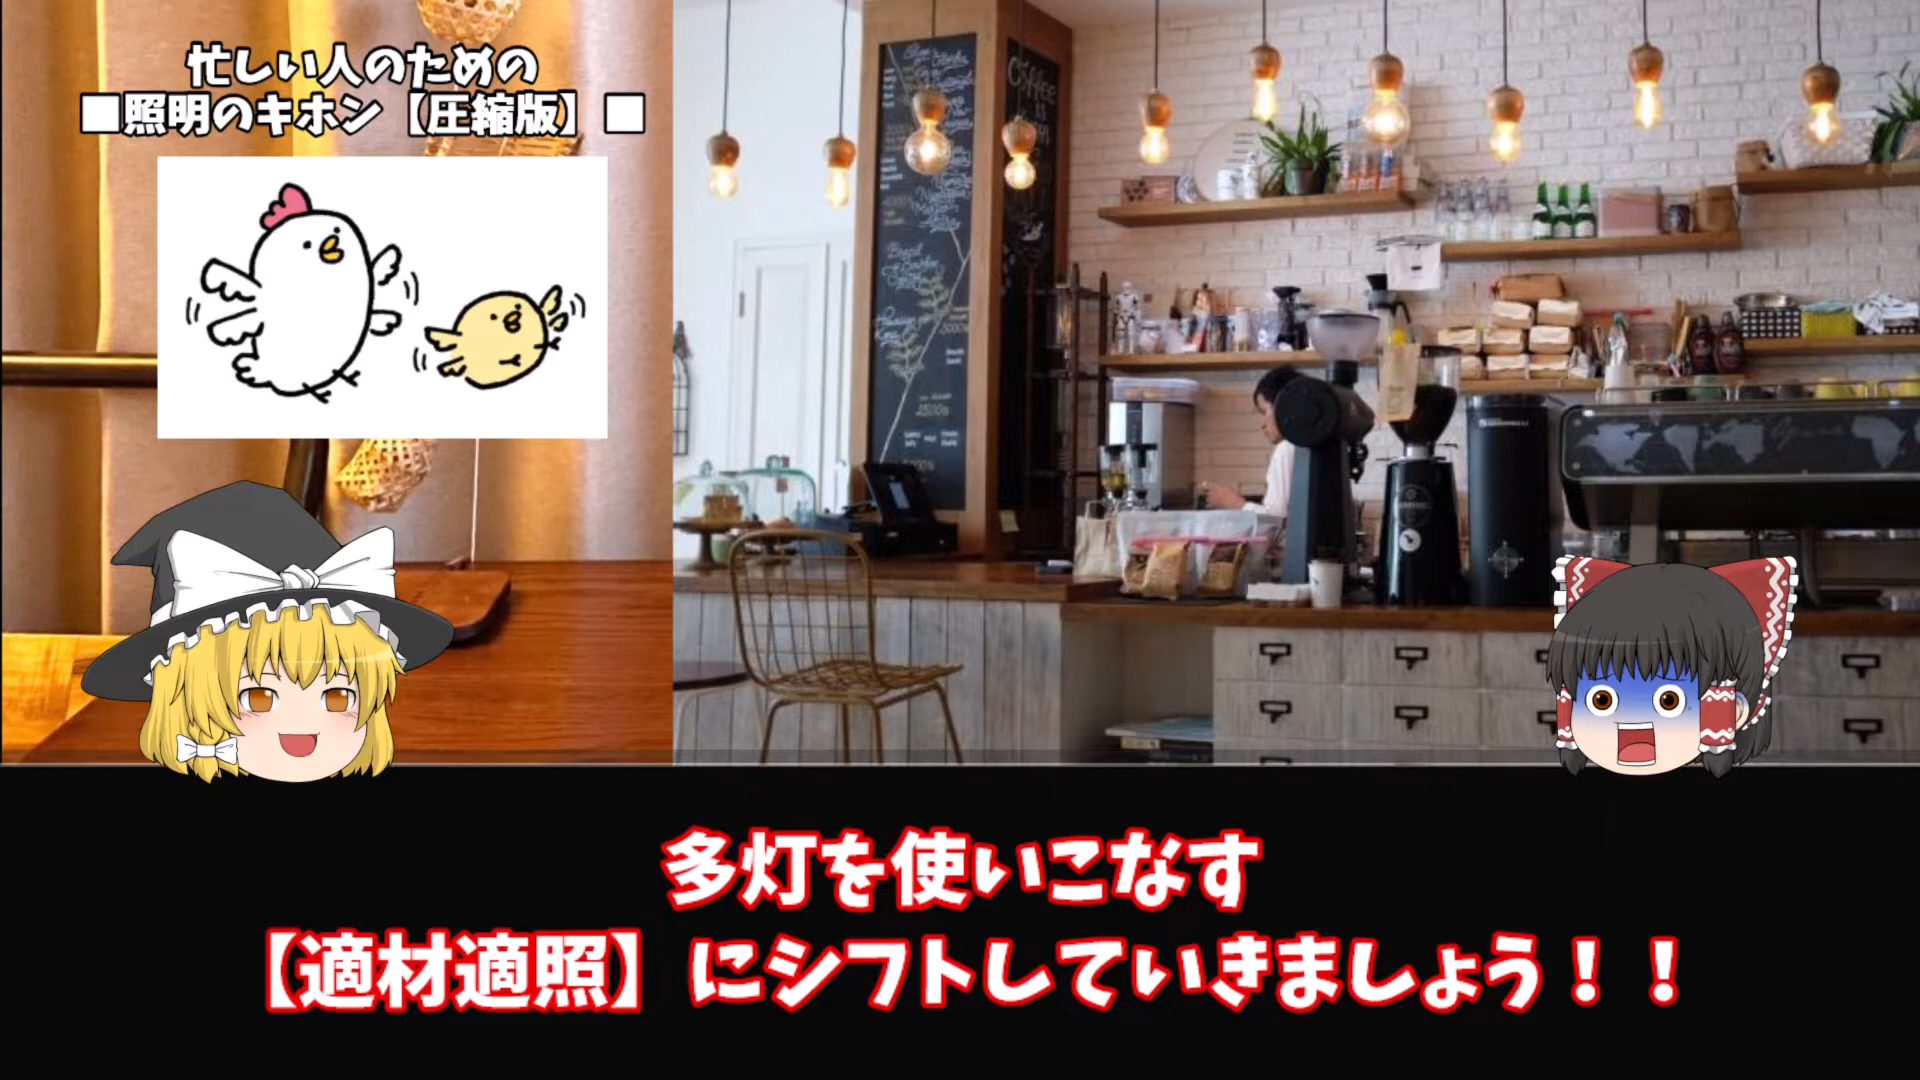 忙しい人のための
■照明のキホン【圧縮版】■
Coffee
多灯を使いこなす
【適材適照】にシフトしていきましょう！！